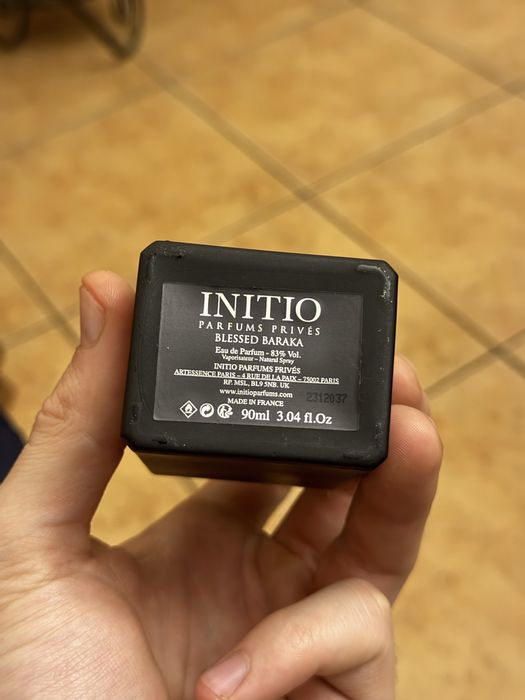 INITIO
PARFUMS PRIVÉS
BLESSED BARAKA
Eau de Parfum - 83% Vol.
Vaporisateur – Natural Spray
INITIO PARFUMS PRIVÉS
ARTESSENCE PARIS – 4 RUE DE LA PAIX – 75002 PARIS
RP. MSL, BL9 5NB. UK
www.initioparfums.com
MADE IN FRANCE
2312037
90ml 3.04 fl.Oz